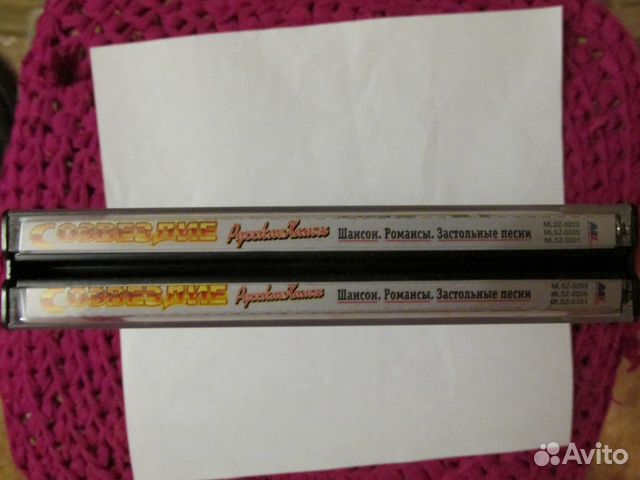 СОЗВЕЗДИЕ Русская Песня Шансон. Романсы. Застольные песни
MLSZ-0203
MLSZ-0205
MLSZ-0301
СОЗВЕЗДИЕ Русская Песня Шансон. Романсы. Застольные песни
MLSZ-0203
MLSZ-0205
MLSZ-0301
Avito